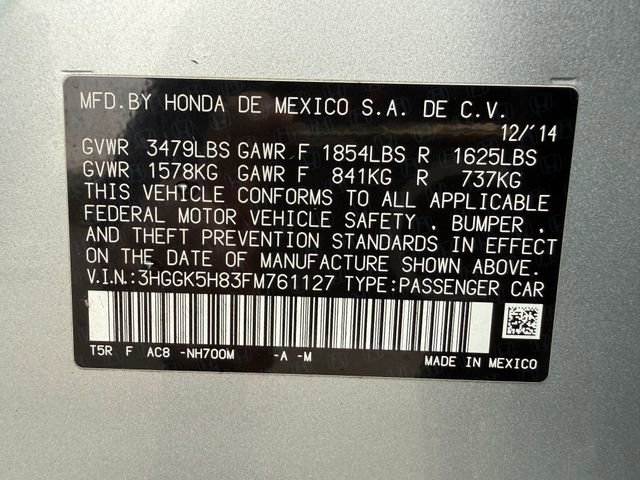 MFD.BY HONDA DE MEXICO S.A. DE C.V.
12/'14
GVWR 3479LBS GAWR F 1854LBS R 1625LBS
GVWR 1578KG GAWR F 841KG R 737KG
THIS VEHICLE CONFORMS TO ALL APPLICABLE
FEDERAL MOTOR VEHICLE SAFETY , BUMPER ,
AND THEFT PREVENTION STANDARDS IN EFFECT
ON THE DATE OF MANUFACTURE SHOWN ABOVE.
V.I.N.:3HGGK5H83FM761127 TYPE:PASSENGER CAR
T5R F AC8 -NH700M -A -M MADE IN MEXICO